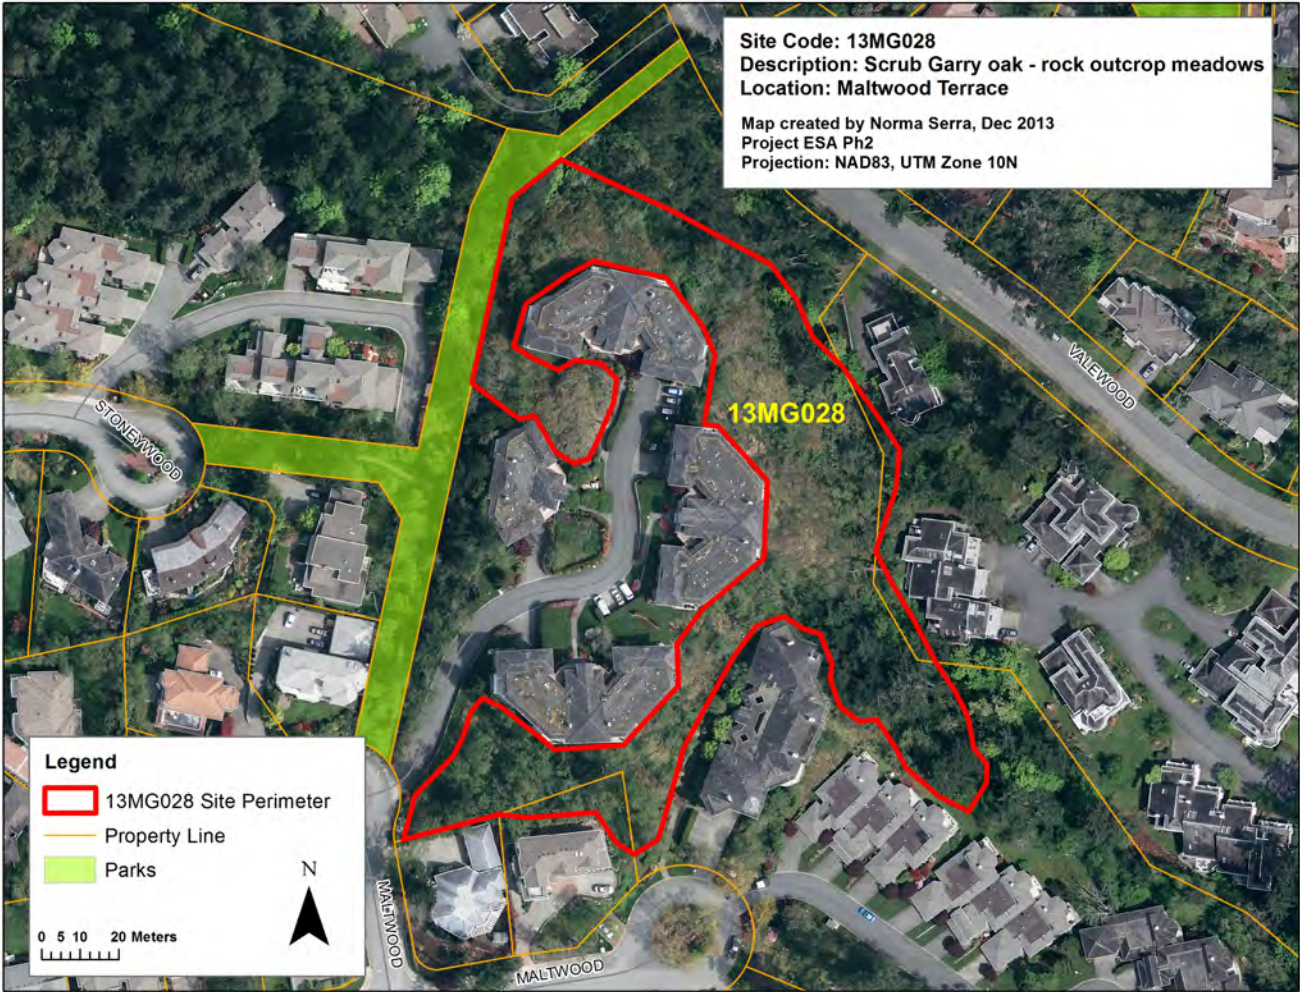 Site Code: 13MG028
Description: Scrub Garry oak - rock outcrop meadows
Location: Maltwood Terrace
Map created by Norma Serra, Dec 2013
Project ESA Ph2
Projection: NAD83, UTM Zone 10N
VALEWOOD
STONEYWOOD
13MG028
Legend
13MG028 Site Perimeter
Property Line
Parks
N
0 5 10 20 Meters
MALTWOOD
MALTWOOD